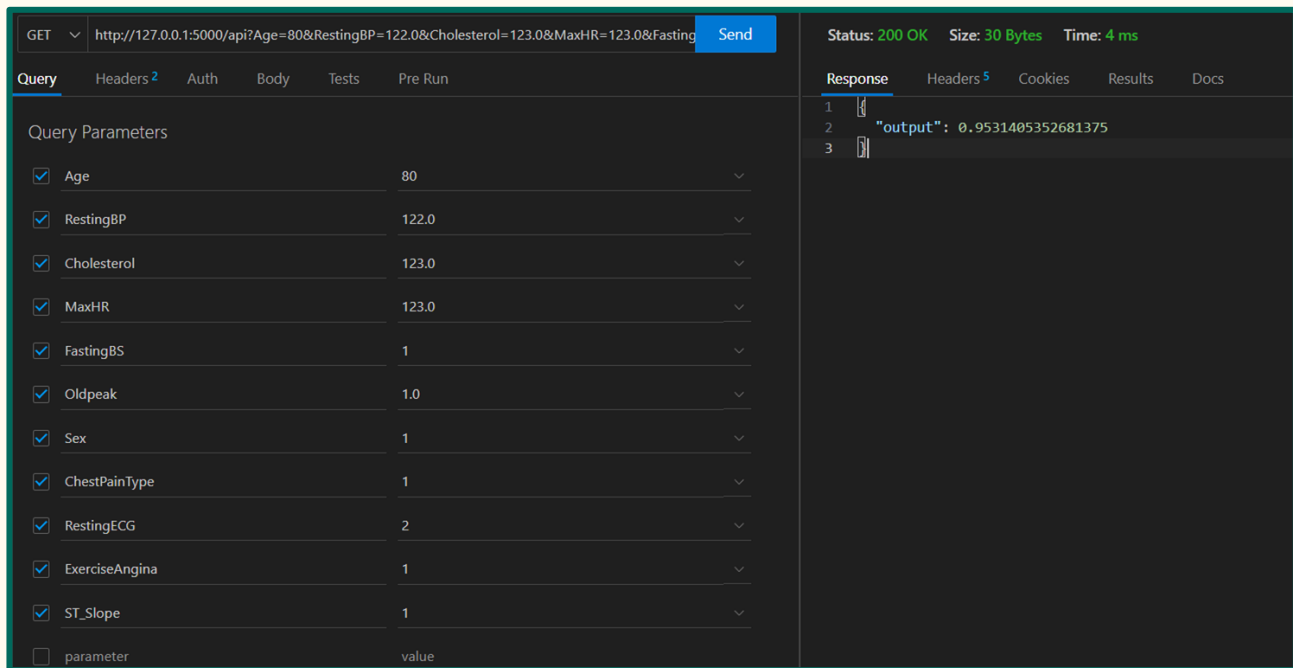 GET http://127.0.0.1:5000/api?Age=80&RestingBP=122.0&Cholesterol=123.0&MaxHR=123.0&Fasting Send
Query Headers 2 Auth Body Tests Pre Run
Query Parameters
Age 80
RestingBP 122.0
Cholesterol 123.0
MaxHR 123.0
FastingBS 1
Oldpeak 1.0
Sex 1
ChestPainType 1
RestingECG 2
ExerciseAngina 1
ST_Slope 1
parameter value
Status: 200 OK Size: 30 Bytes Time: 4 ms
Response Headers 5 Cookies Results Docs
1 {
2 "output": 0.9531405352681375
3 }